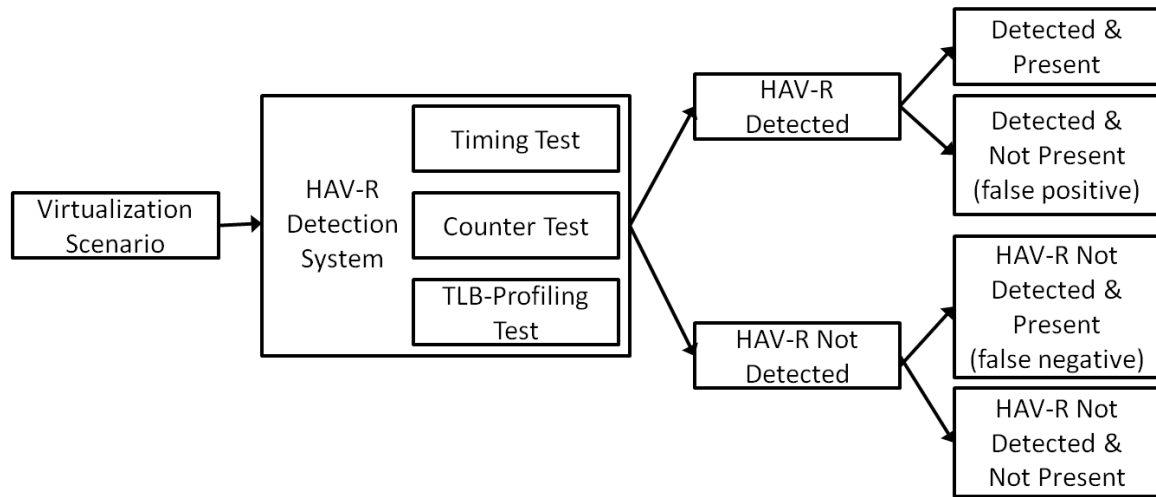 Virtualization
Scenario
HAV-R
Detection
System
Timing Test
Counter Test
TLB-Profiling
Test
HAV-R
Detected
HAV-R Not
Detected
Detected &
Present
Detected &
Not Present
(false positive)
HAV-R Not
Detected &
Present
(false negative)
HAV-R Not
Detected &
Not Present